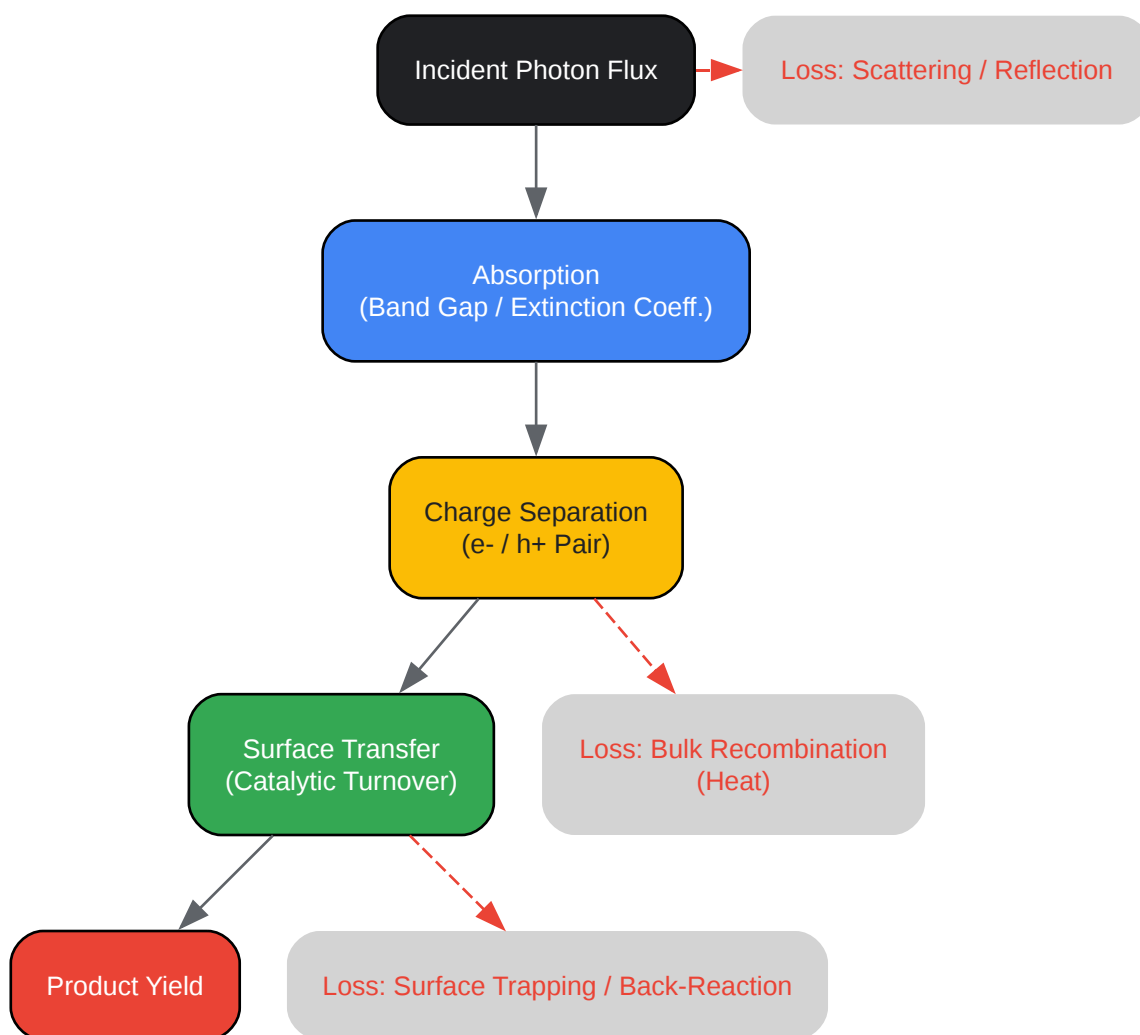 Incident Photon Flux
Loss: Scattering / Reflection
Absorption
(Band Gap / Extinction Coeff.)
Charge Separation
(e- / h+ Pair)
Surface Transfer
(Catalytic Turnover)
Loss: Bulk Recombination
(Heat)
Product Yield
Loss: Surface Trapping / Back-Reaction